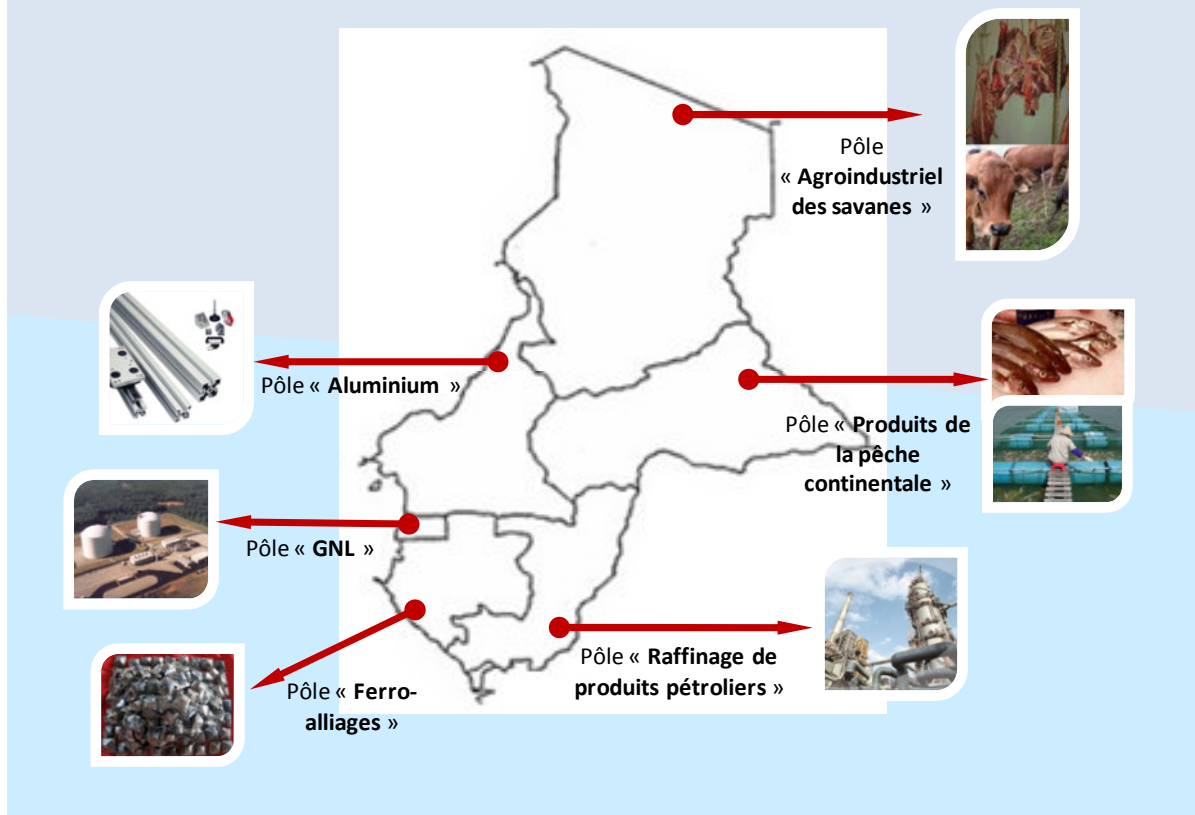 Pôle
« Agroindustriel
des savanes »
Pôle « Aluminium »
Pôle « Produits de
la pêche
continentale »
Pôle « GNL »
Pôle « Raffinage de
produits pétroliers »
Pôle « Ferro-
alliages »